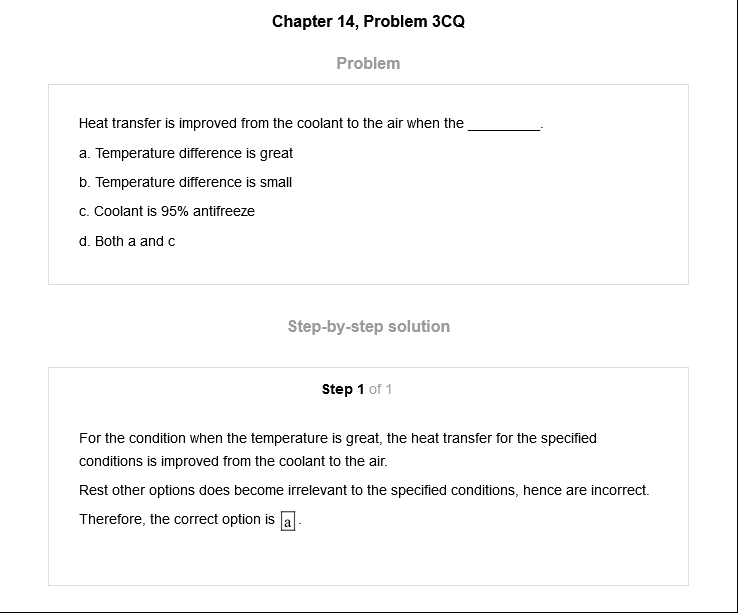 Chapter 14, Problem 3CQ
Problem
Heat transfer is improved from the coolant to the air when the _________.
a. Temperature difference is great
b. Temperature difference is small
c. Coolant is 95% antifreeze
d. Both a and c
Step-by-step solution
Step 1 of 1
For the condition when the temperature is great, the heat transfer for the specified
conditions is improved from the coolant to the air.
Rest other options does become irrelevant to the specified conditions, hence are incorrect.
Therefore, the correct option is a.